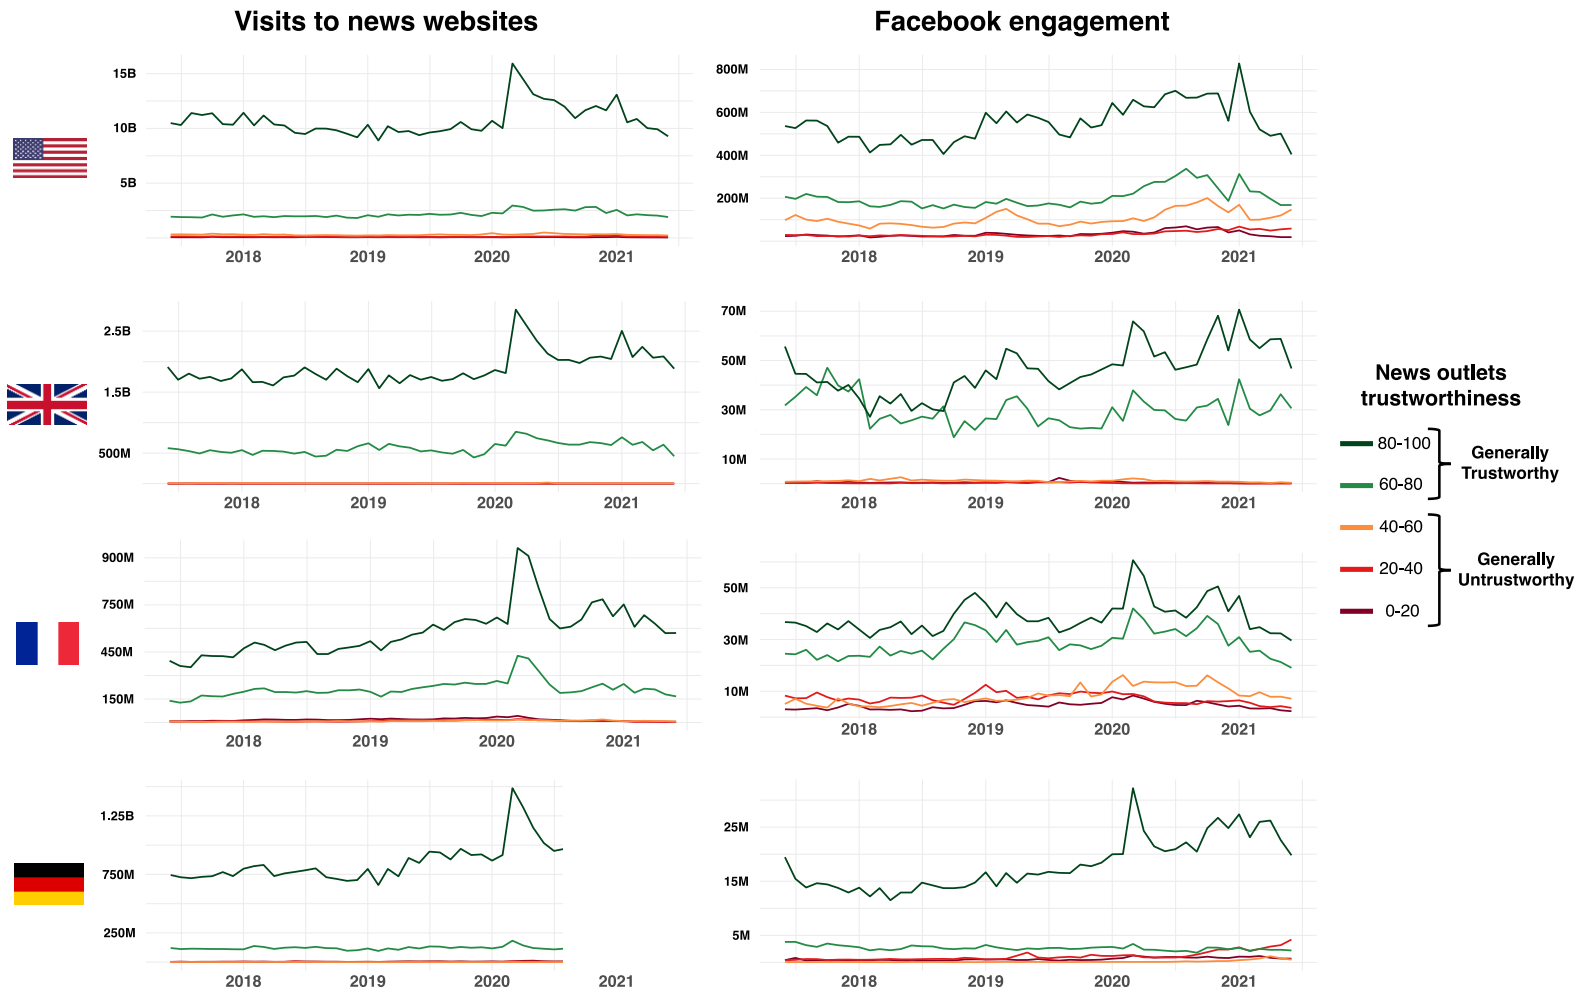 Visits to news websites
Facebook engagement
15B
10B
5B
2018 2019 2020 2021
800M
600M
400M
200M
2018 2019 2020 2021
2.5B
1.5B
500M
2018 2019 2020 2021
70M
50M
30M
10M
2018 2019 2020 2021
900M
750M
450M
150M
2018 2019 2020 2021
50M
30M
10M
2018 2019 2020 2021
1.25B
750M
250M
2018 2019 2020 2021
25M
15M
5M
2018 2019 2020 2021
News outlets
trustworthiness
80-100
60-80
Generally
Trustworthy
40-60
20-40
0-20
Generally
Untrustworthy